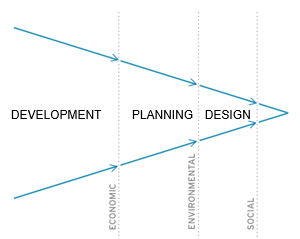 DEVELOPMENT PLANNING DESIGN
ECONOMIC
ENVIRONMENTAL
SOCIAL